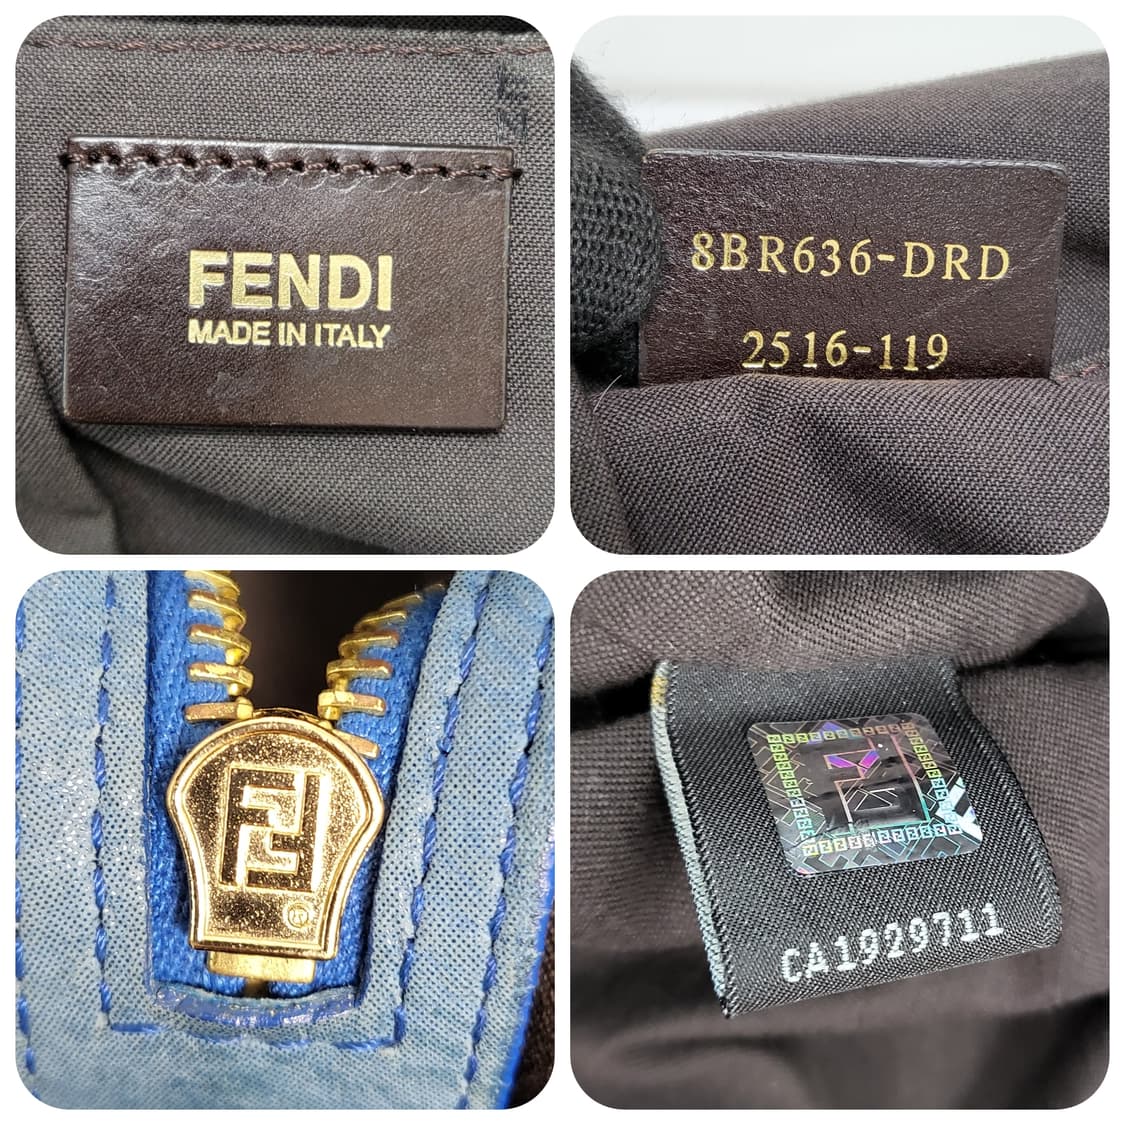 FENDI
MADE IN ITALY
8BR636-DRD
2516-119
®
CA1929711